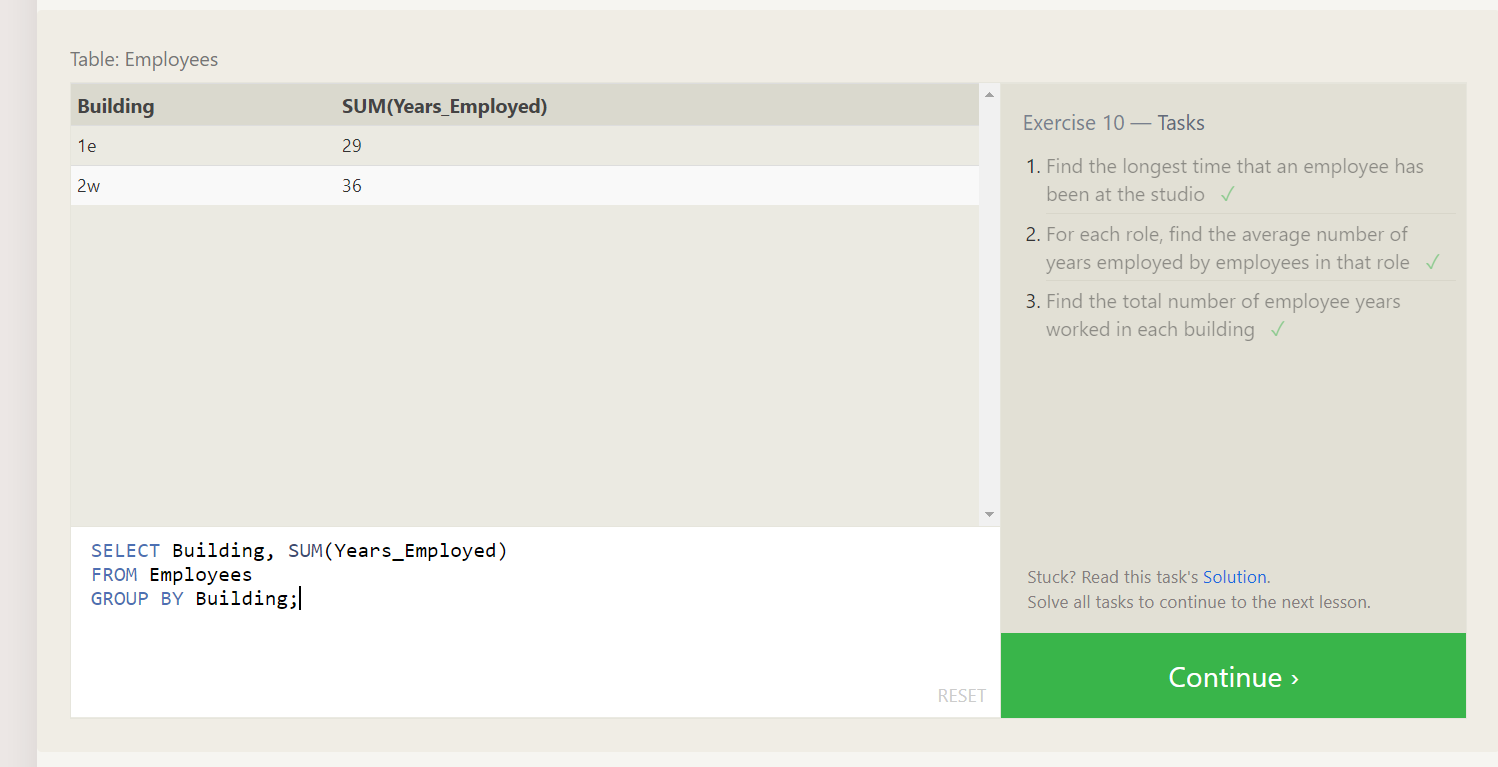 Table: Employees
Building SUM(Years_Employed)
1e 29
2w 36
SELECT Building, SUM(Years_Employed)
FROM Employees
GROUP BY Building;
RESET
Exercise 10 — Tasks
1. Find the longest time that an employee has
been at the studio ✓
2. For each role, find the average number of
years employed by employees in that role ✓
3. Find the total number of employee years
worked in each building ✓
Stuck? Read this task's Solution.
Solve all tasks to continue to the next lesson.
Continue ›